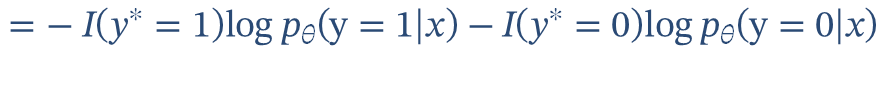 = − I(y* = 1)log pθ(y = 1|x) − I(y* = 0)log pθ(y = 0|x)